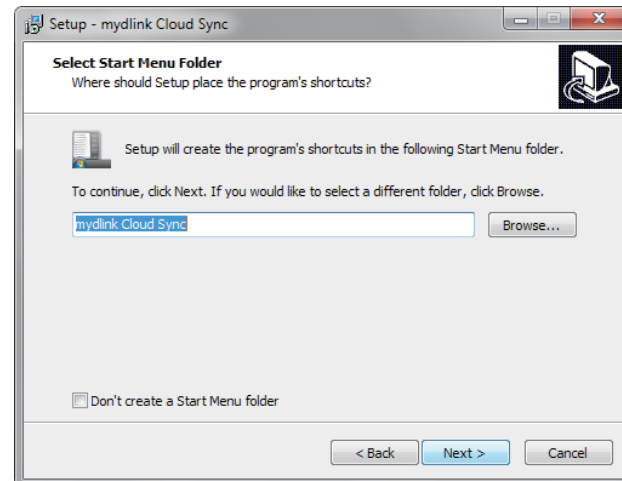 Setup - mydlink Cloud Sync
Select Start Menu Folder
Where should Setup place the program's shortcuts?
Setup will create the program's shortcuts in the following Start Menu folder.
To continue, click Next. If you would like to select a different folder, click Browse.
mydlink Cloud Sync
Browse...
Don't create a Start Menu folder
< Back
Next >
Cancel